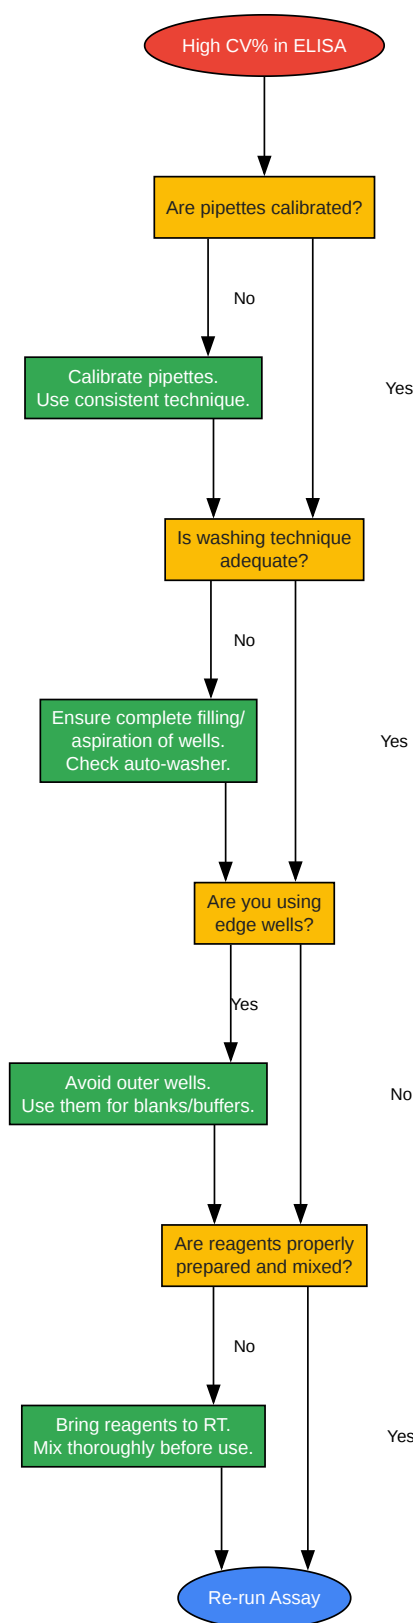 High CV% in ELISA
Are pipettes calibrated?
No
Calibrate pipettes.
Use consistent technique.
Yes
Is washing technique
adequate?
No
Ensure complete filling/
aspiration of wells.
Check auto-washer.
Yes
Are you using
edge wells?
Yes
Avoid outer wells.
Use them for blanks/buffers.
No
Are reagents properly
prepared and mixed?
No
Bring reagents to RT.
Mix thoroughly before use.
Yes
Re-run Assay